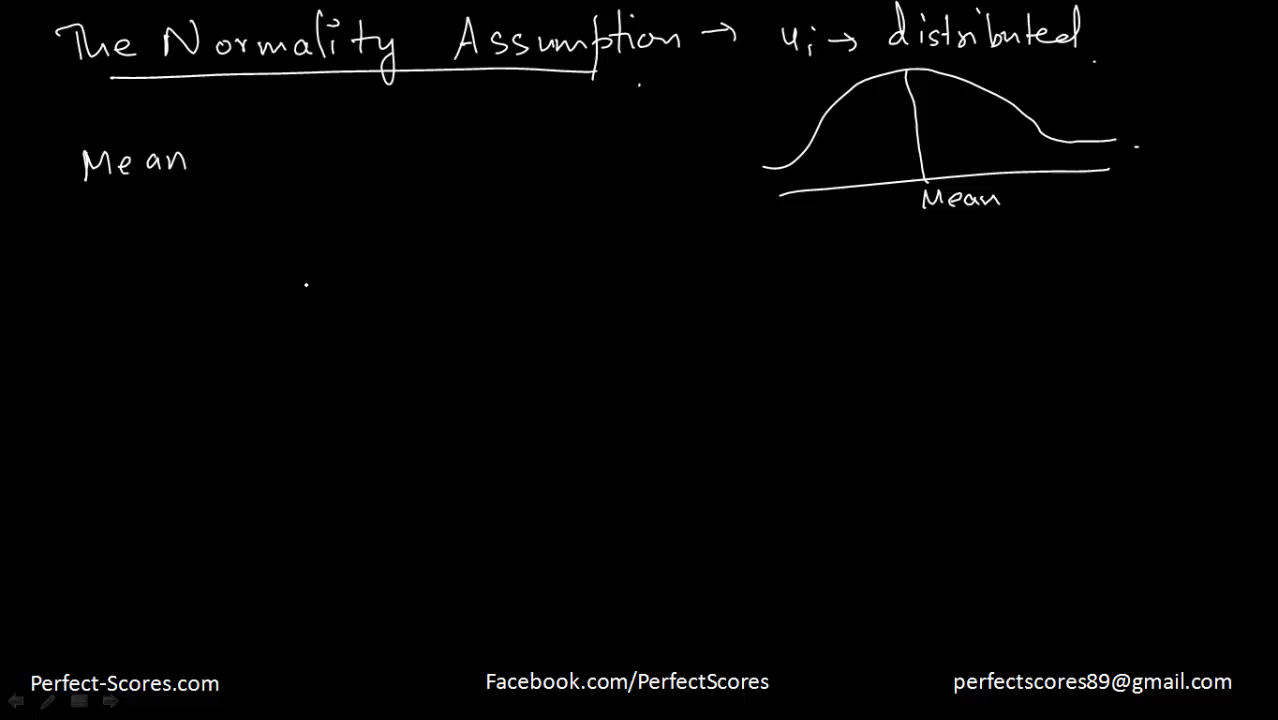 The Normality Assumption → ui → distributed
Mean
Mean
Perfect-Scores.com
Facebook.com/PerfectScores
perfectscores89@gmail.com